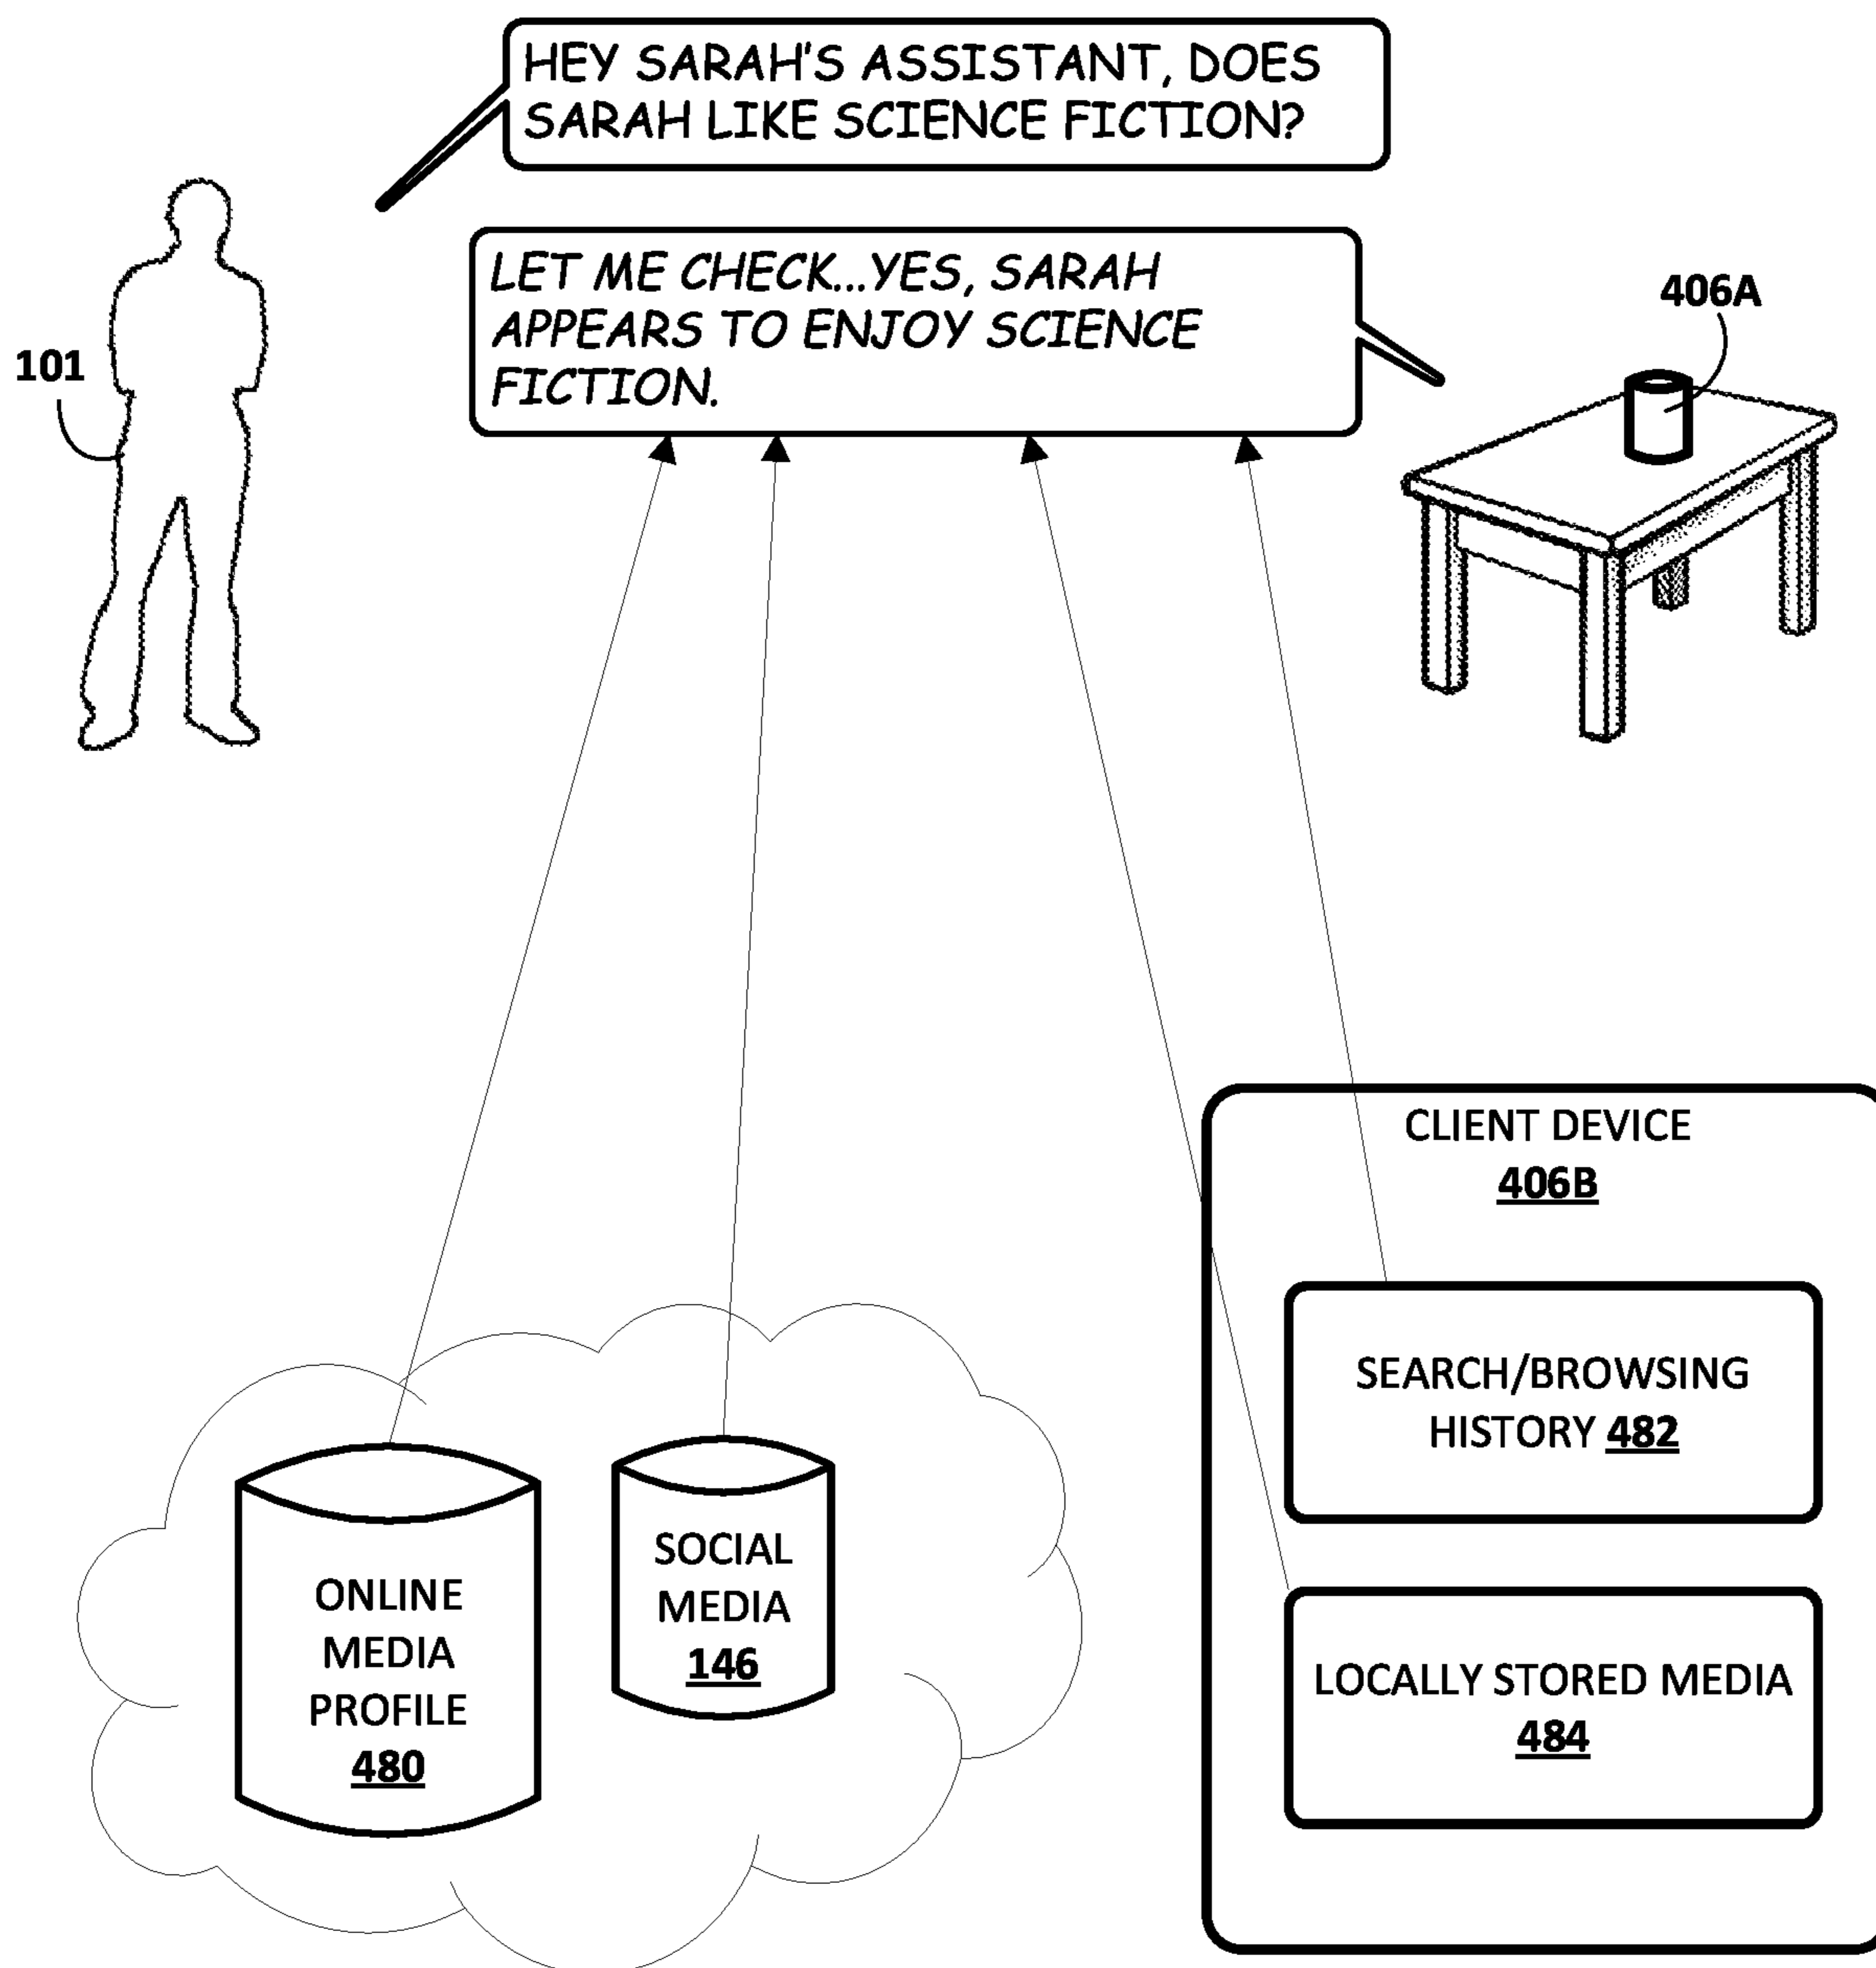 HEY SARAH'S ASSISTANT, DOES
SARAH LIKE SCIENCE FICTION?
LET ME CHECK...YES, SARAH
APPEARS TO ENJOY SCIENCE
FICTION.
406A
101
CLIENT DEVICE
406B
SEARCH/BROWSING
HISTORY 482
LOCALLY STORED MEDIA
484
ONLINE
MEDIA
PROFILE
480
SOCIAL
MEDIA
146